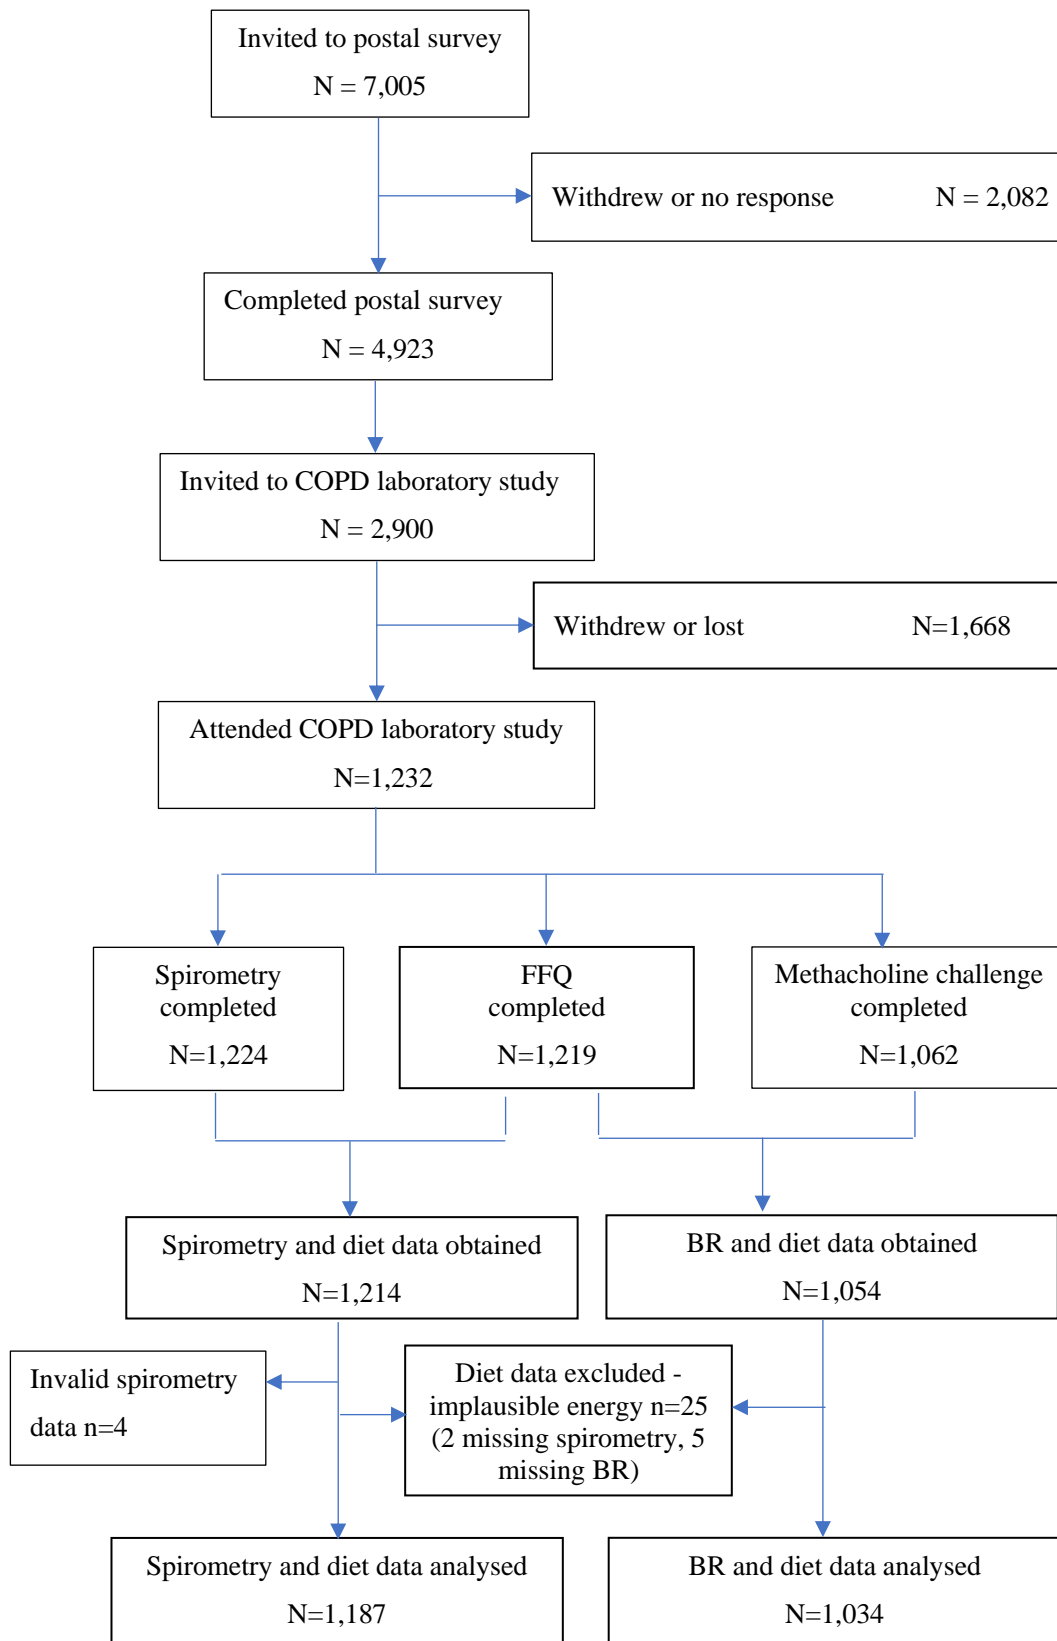 Invited to postal survey
N = 7,005
Withdrew or no response N = 2,082
Completed postal survey
N = 4,923
Invited to COPD laboratory study
N = 2,900
Withdrew or lost N=1,668
Attended COPD laboratory study
N=1,232
Spirometry
completed
N=1,224
FFQ
completed
N=1,219
Methacholine challenge
completed
N=1,062
Spirometry and diet data obtained
N=1,214
BR and diet data obtained
N=1,054
Invalid spirometry
data n=4
Diet data excluded -
implausible energy n=25
(2 missing spirometry, 5
missing BR)
Spirometry and diet data analysed
N=1,187
BR and diet data analysed
N=1,034